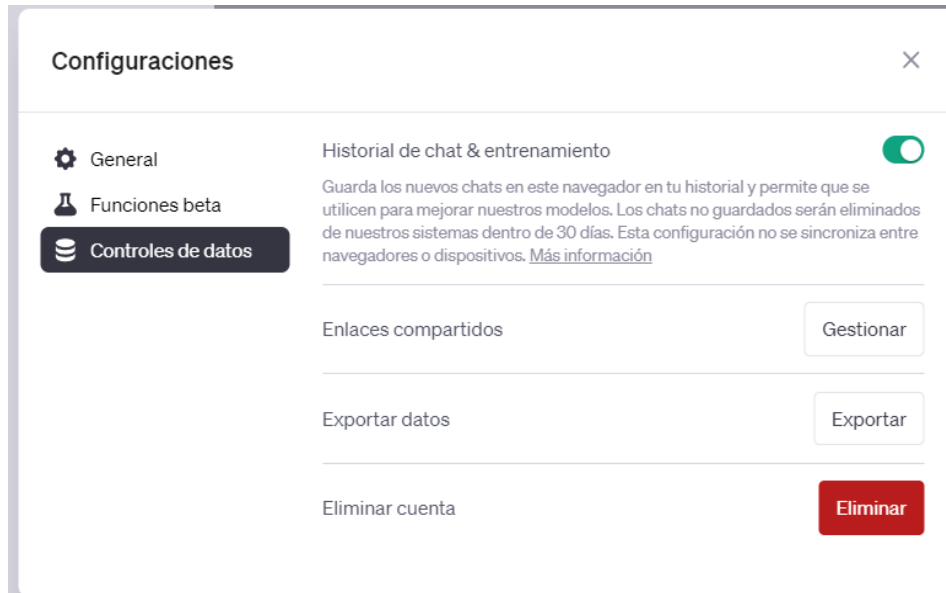 Configuraciones
General
Funciones beta
Controles de datos
Historial de chat & entrenamiento
Guarda los nuevos chats en este navegador en tu historial y permite que se
utilicen para mejorar nuestros modelos. Los chats no guardados serán eliminados
de nuestros sistemas dentro de 30 días. Esta configuración no se sincroniza entre
navegadores o dispositivos. Más información
Enlaces compartidos
Gestionar
Exportar datos
Exportar
Eliminar cuenta
Eliminar